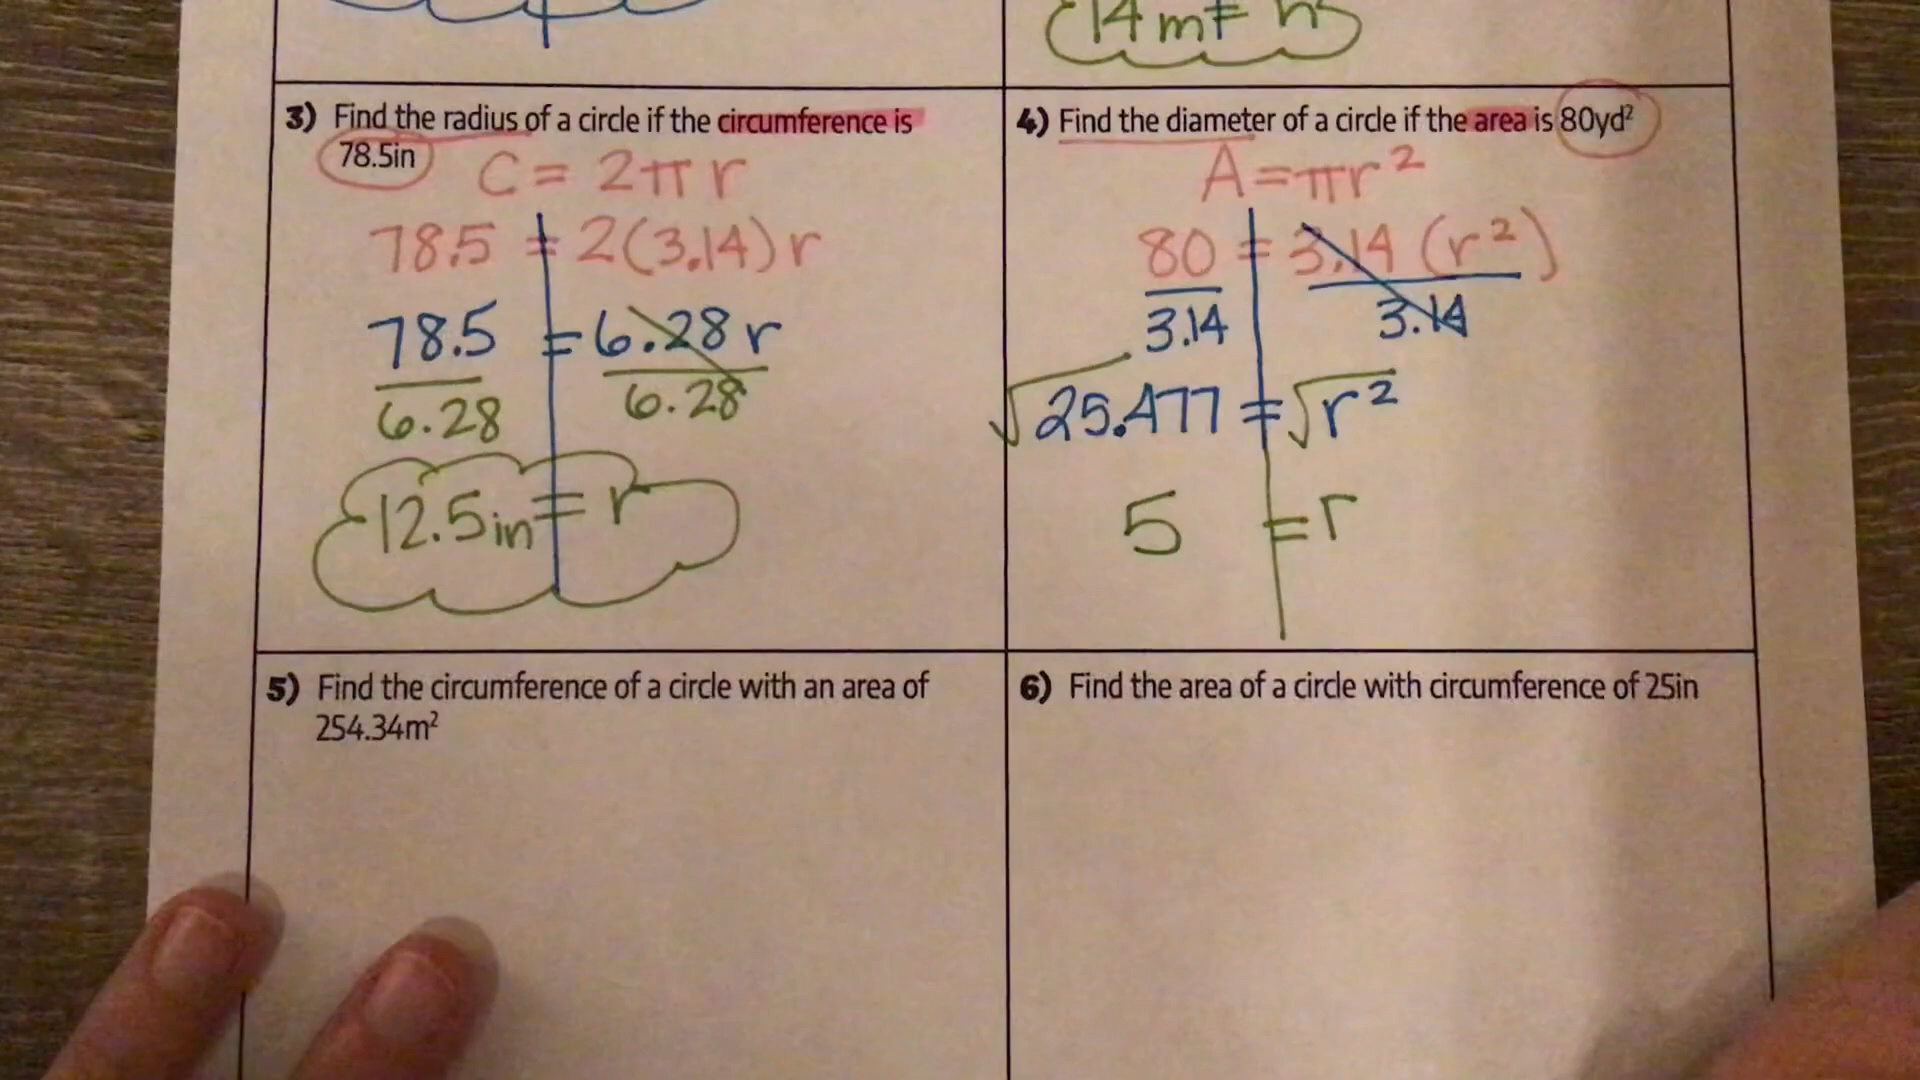 14 m = r
3) Find the radius of a circle if the circumference is
78.5in
C = 2πr
78.5 = 2(3.14)r
78.5 = 6.28r
6.28 6.28
12.5in = r
4) Find the diameter of a circle if the area is 80yd²
A = πr²
80 = 3.14 (r²)
3.14 3.14
√25.477 = √r²
5 = r
5) Find the circumference of a circle with an area of
254.34m²
6) Find the area of a circle with circumference of 25in